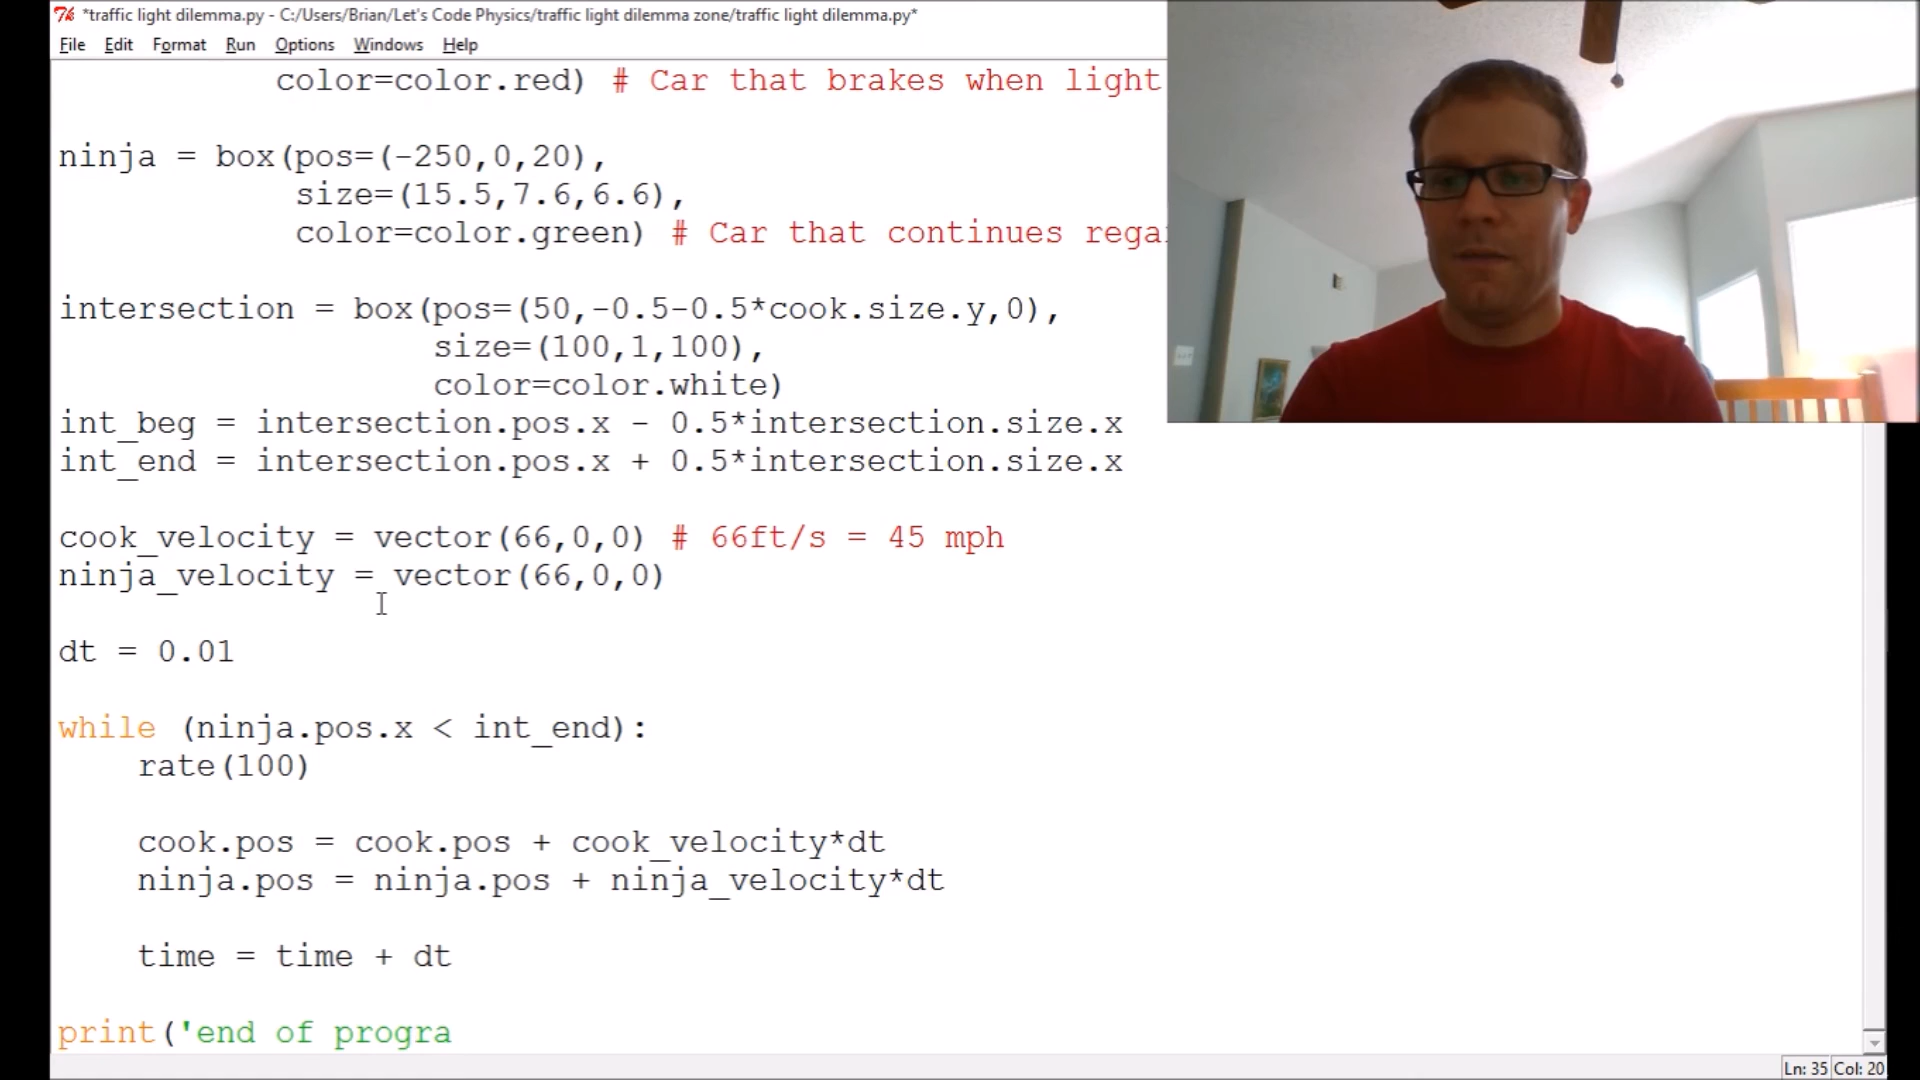 *traffic light dilemma.py - C:/Users/Brian/Let's Code Physics/traffic light dilemma zone/traffic light dilemma.py*
File Edit Format Run Options Windows Help
color=color.red) # Car that brakes when light
ninja = box(pos=(-250,0,20),
size=(15.5,7.6,6.6),
color=color.green) # Car that continues rega
intersection = box(pos=(50,-0.5-0.5*cook.size.y,0),
size=(100,1,100),
color=color.white)
int_beg = intersection.pos.x - 0.5*intersection.size.x
int_end = intersection.pos.x + 0.5*intersection.size.x
cook_velocity = vector(66,0,0) # 66ft/s = 45 mph
ninja_velocity = vector(66,0,0)
dt = 0.01
while (ninja.pos.x < int_end):
rate(100)
cook.pos = cook.pos + cook_velocity*dt
ninja.pos = ninja.pos + ninja_velocity*dt
time = time + dt
print('end of progra
Ln: 35 Col: 20